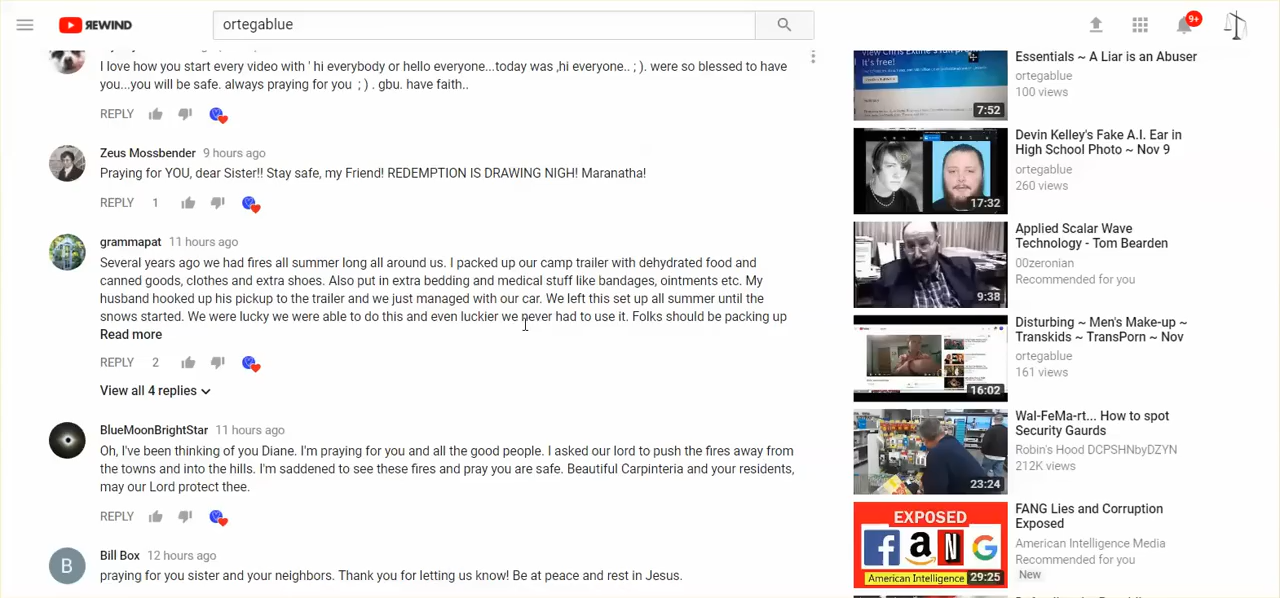 REWIND
ortegablue
9+
I love how you start every video with ' hi everybody or hello everyone...today was ,hi everyone.. ; ). were so blessed to have
you...you will be safe. always praying for you ; ) . gbu. have faith..
REPLY
Zeus Mossbender 9 hours ago
Praying for YOU, dear Sister!! Stay safe, my Friend! REDEMPTION IS DRAWING NIGH! Maranatha!
REPLY 1
grammapat 11 hours ago
Several years ago we had fires all summer long all around us. I packed up our camp trailer with dehydrated food and
canned goods, clothes and extra shoes. Also put in extra bedding and medical stuff like bandages, ointments etc. My
husband hooked up his pickup to the trailer and we just managed with our car. We left this set up all summer until the
snows started. We were lucky we were able to do this and even luckier we never had to use it. Folks should be packing up
Read more
REPLY 2
View all 4 replies
BlueMoonBrightStar 11 hours ago
Oh, I've been thinking of you Diane. I'm praying for you and all the good people. I asked our lord to push the fires away from
the towns and into the hills. I'm saddened to see these fires and pray you are safe. Beautiful Carpinteria and your residents,
may our Lord protect thee.
REPLY
B
Bill Box 12 hours ago
praying for you sister and your neighbors. Thank you for letting us know! Be at peace and rest in Jesus.
It's free!
7:52
Essentials ~ A Liar is an Abuser
ortegablue
100 views
17:32
Devin Kelley's Fake A.I. Ear in
High School Photo ~ Nov 9
ortegablue
260 views
9:38
Applied Scalar Wave
Technology - Tom Bearden
00zeronian
Recommended for you
16:02
Disturbing ~ Men's Make-up ~
Transkids ~ TransPorn ~ Nov
ortegablue
161 views
23:24
Wal-FeMa-rt... How to spot
Security Gaurds
Robin's Hood DCPSHNbyDZYN
212K views
EXPOSED
f a N G
American Intelligence
29:25
FANG Lies and Corruption
Exposed
American Intelligence Media
Recommended for you
New